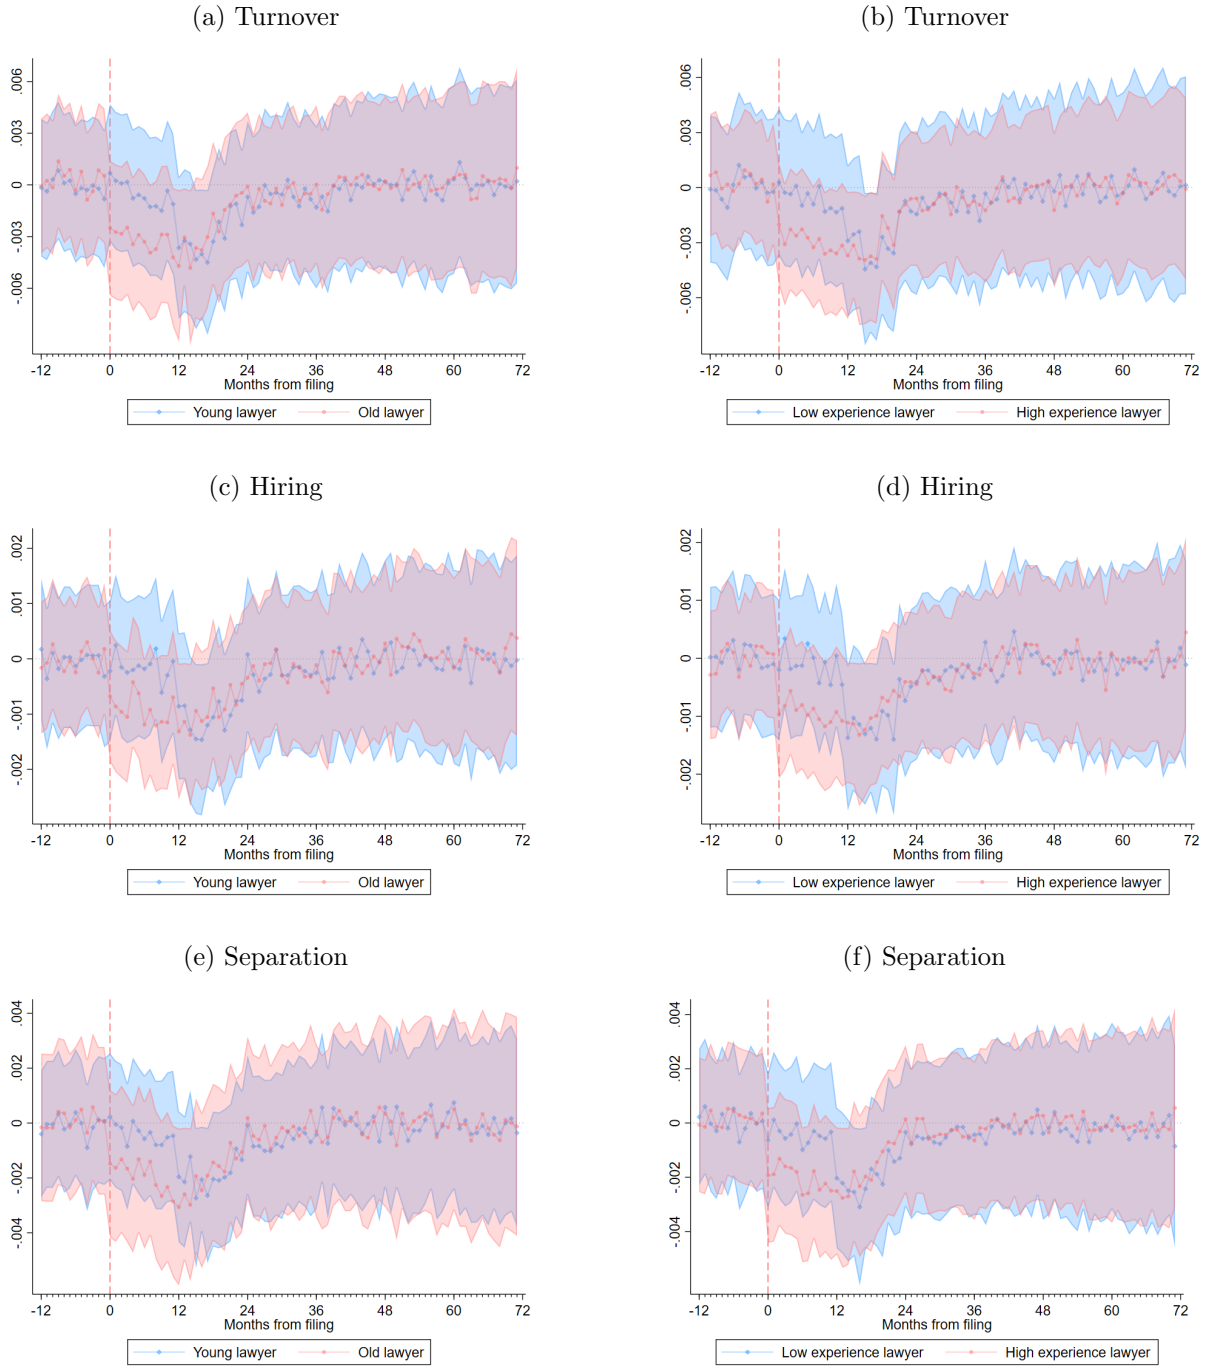 (a) Turnover
.006
.003
0
-.003
-.006
-12 0 12 24 36 48 60 72
Months from filing
Young lawyer Old lawyer
(b) Turnover
.006
.003
0
-.003
-.006
-12 0 12 24 36 48 60 72
Months from filing
Low experience lawyer High experience lawyer
(c) Hiring
.002
.001
0
-.001
-.002
-12 0 12 24 36 48 60 72
Months from filing
Young lawyer Old lawyer
(d) Hiring
.002
.001
0
-.001
-.002
-12 0 12 24 36 48 60 72
Months from filing
Low experience lawyer High experience lawyer
(e) Separation
.004
.002
0
-.002
-.004
-12 0 12 24 36 48 60 72
Months from filing
Young lawyer Old lawyer
(f) Separation
.004
.002
0
-.002
-.004
-12 0 12 24 36 48 60 72
Months from filing
Low experience lawyer High experience lawyer